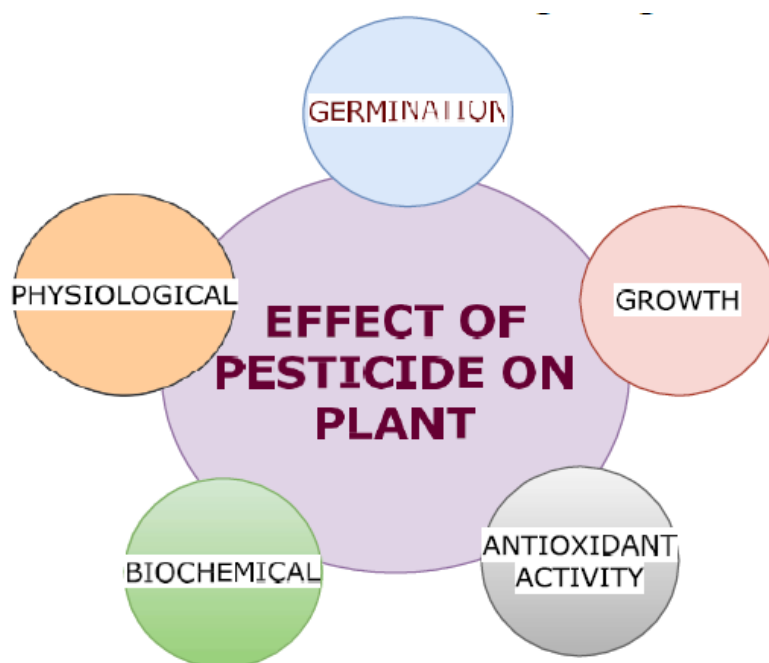 GERMINATION
PHYSIOLOGICAL
GROWTH
EFFECT OF
PESTICIDE ON
PLANT
BIOCHEMICAL
ANTIOXIDANT
ACTIVITY